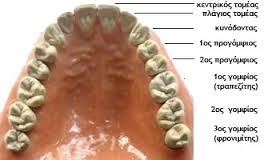 κεντρικός τομέας
πλάγιος τομέας
κυνόδοντας
1ος προγόμφιος
2ος προγόμφιος
1ος γομφίος
(τραπεζίτης)
2ος γομφίος
3ος γομφίος
(φρονιμίτης)